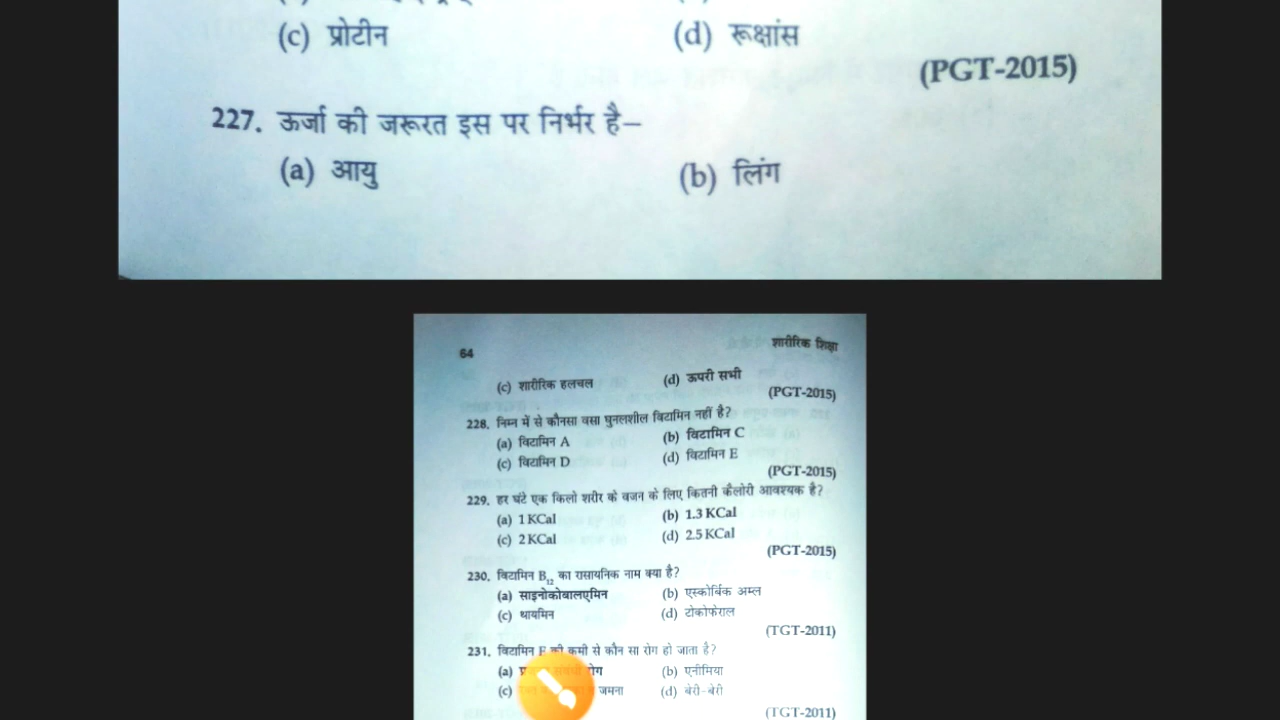 (c) प्रोटीन (d) रूक्षांस
(PGT-2015)
227. ऊर्जा की जरूरत इस पर निर्भर है–
(a) आयु (b) लिंग
64 शारीरिक शिक्षा
(c) शारीरिक हलचल (d) ऊपरी सभी
(PGT-2015)
228. निम्न में से कौनसा वसा घुनलशील विटामिन नहीं है?
(a) विटामिन A (b) विटामिन C
(c) विटामिन D (d) विटामिन E
(PGT-2015)
229. हर घंटे एक किलो शरीर के वजन के लिए कितनी कैलोरी आवश्यक है?
(a) 1 KCal (b) 1.3 KCal
(c) 2 KCal (d) 2.5 KCal
(PGT-2015)
230. विटामिन B12 का रासायनिक नाम क्या है?
(a) साइनोकोबालएमिन (b) एस्कोर्बिक अम्ल
(c) थायमिन (d) टोकोफेराल
(TGT-2011)
231. विटामिन E की कमी से कौन सा रोग हो जाता है?
(a) रोग (b) एनीमिया
(c) जमना (d) बेरी-बेरी
(TGT-2011)